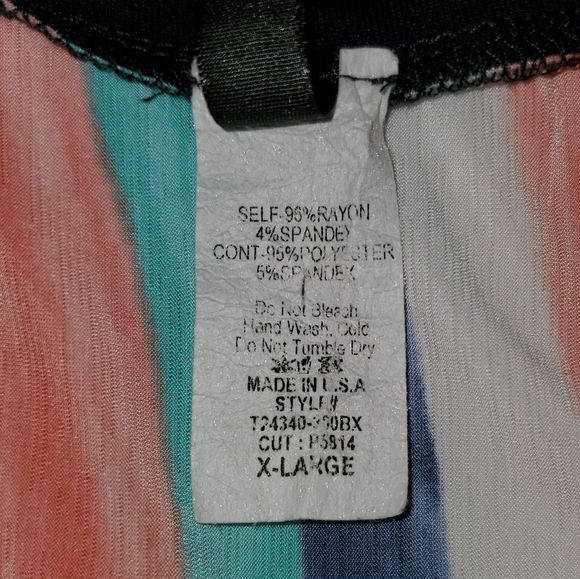 SELF-96%RAYON
4%SPANDEX
CONT-95%POLYESTER
5%SPANDEX
Do Not Bleach
Hand Wash, Cold
Do Not Tumble Dry
MADE IN U.S.A
STYLE#
CUT :
X-LARGE